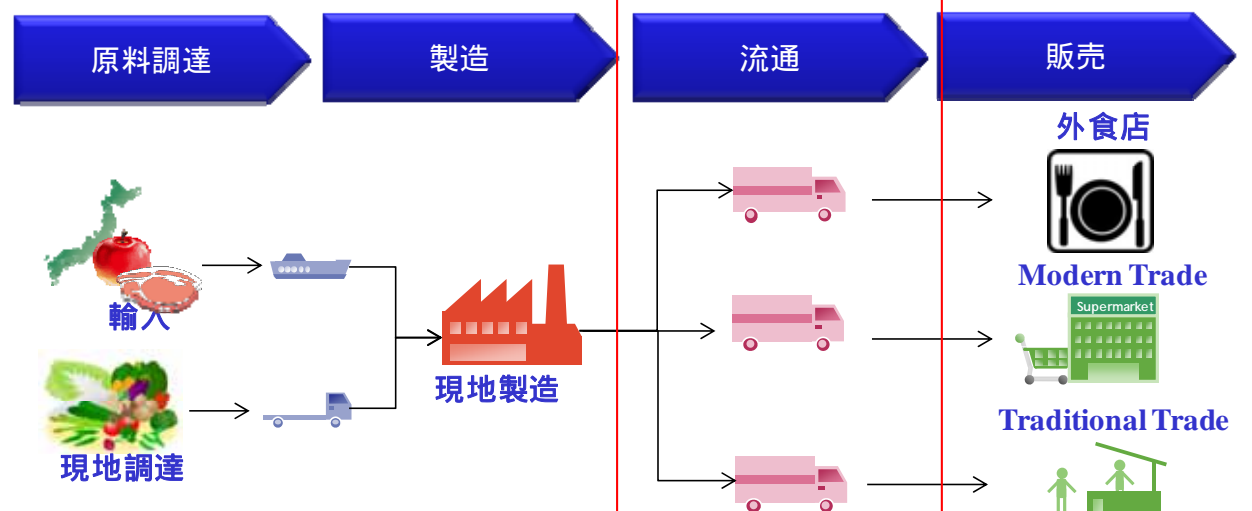 原料調達
製造
流通
販売
外食店
Modern Trade
Supermarket
輸入
現地製造
Traditional Trade
現地調達